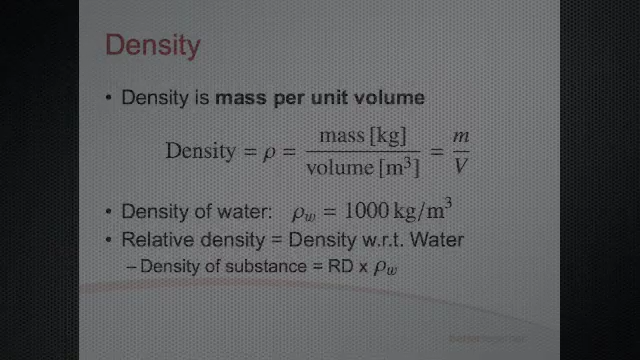 Density
• Density is mass per unit volume
Density = ρ = mass [kg] / volume [m³] = m / V
• Density of water: ρw = 1000 kg/m³
• Relative density = Density w.r.t. Water
– Density of substance = RD x ρw